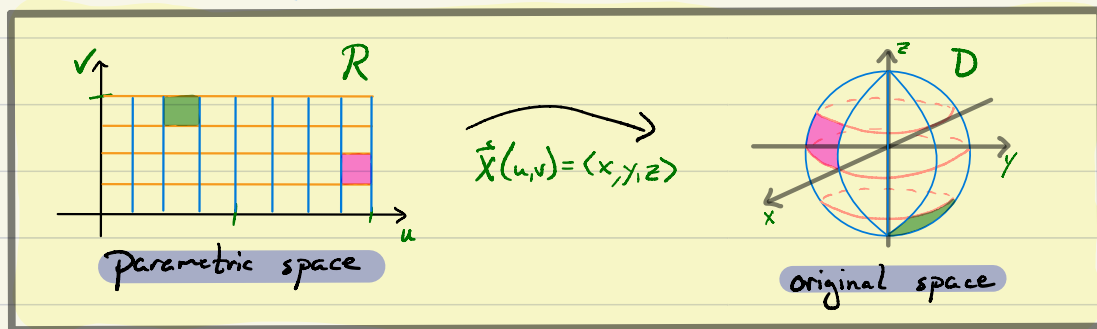 v
R
u
parametric space
X⃗(u,v) = ⟨x,y,z⟩
z
D
y
x
original space